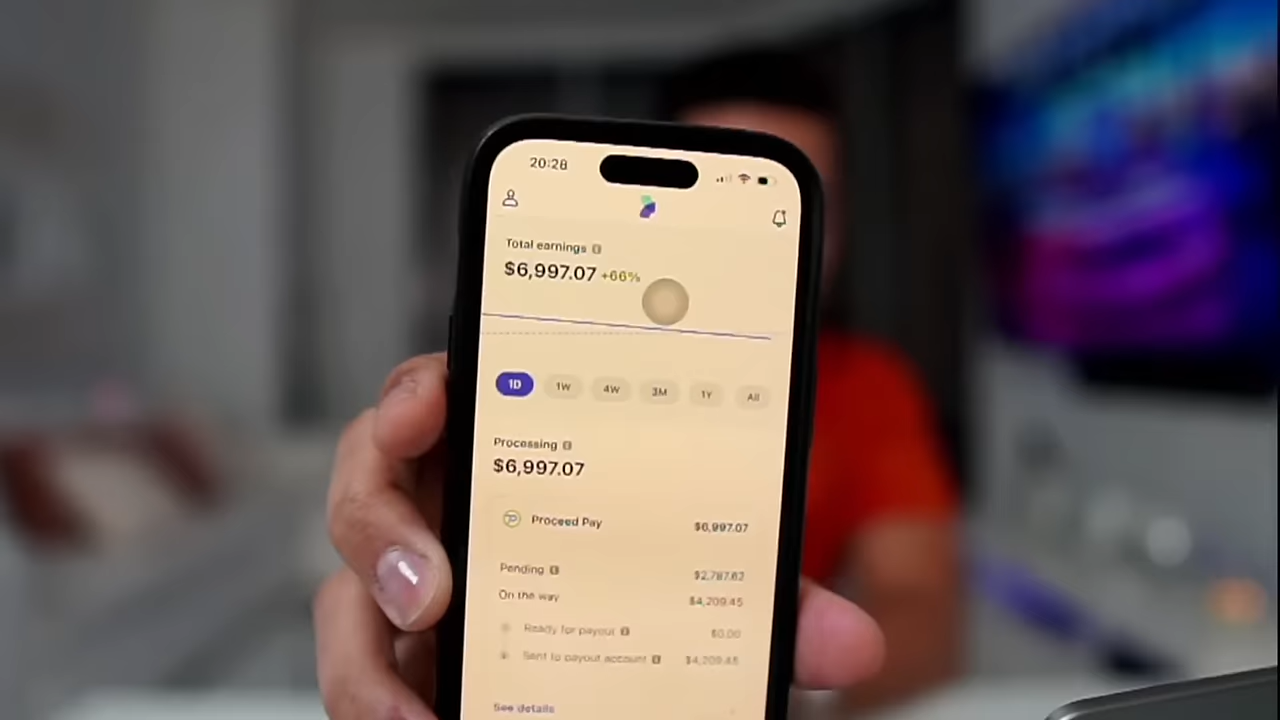 20:28
Total earnings
$6,997.07 +66%
1D 1W 4W 3M 1Y All
Processing
$6,997.07
Proceed Pay $6,997.07
Pending $2,787.62
On the way $4,209.45
Ready for payout $0.00
Sent to payout account $4,209.45
See details